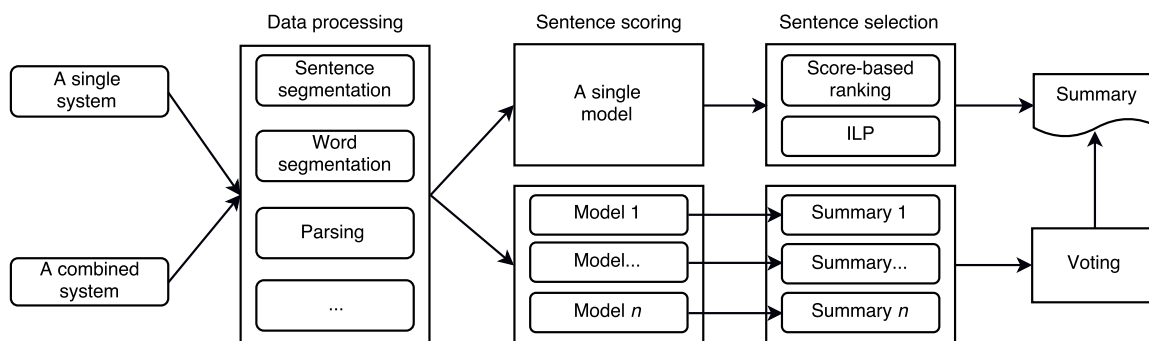 Data processing
Sentence scoring
Sentence selection
A single
system
A combined
system
Sentence
segmentation
Word
segmentation
Parsing
...
A single
model
Model 1
Model...
Model n
Score-based
ranking
ILP
Summary 1
Summary...
Summary n
Summary
Voting